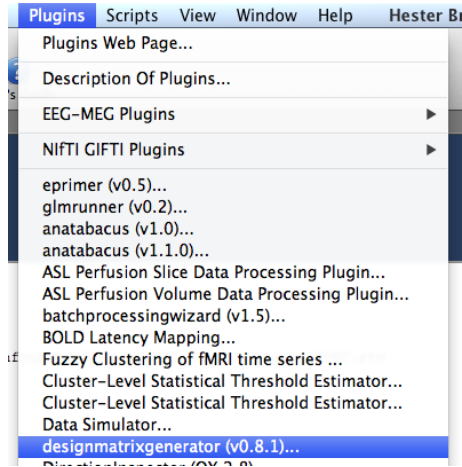 Plugins Scripts View Window Help Hester Br
Plugins Web Page...
Description Of Plugins...
EEG-MEG Plugins
NIfTI GIFTI Plugins
eprimer (v0.5)...
glmrunner (v0.2)...
anatabacus (v1.0)...
anatabacus (v1.1.0)...
ASL Perfusion Slice Data Processing Plugin...
ASL Perfusion Volume Data Processing Plugin...
batchprocessingwizard (v1.5)...
BOLD Latency Mapping...
Fuzzy Clustering of fMRI time series ...
Cluster-Level Statistical Threshold Estimator...
Cluster-Level Statistical Threshold Estimator...
Data Simulator...
designmatrixgenerator (v0.8.1)...